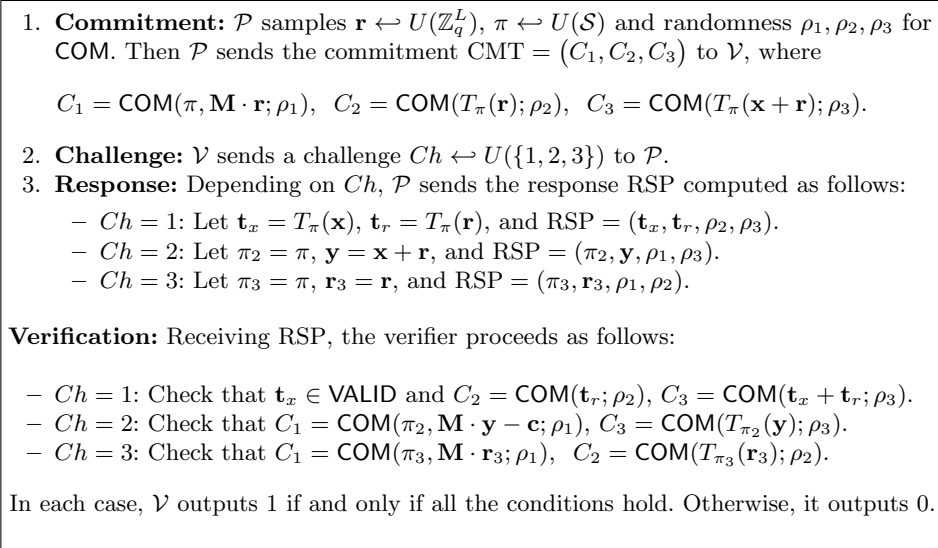 1. Commitment: 𝒫 samples r ↩ U(ℤ_q^L), π ↩ U(𝒮) and randomness ρ₁, ρ₂, ρ₃ for
COM. Then 𝒫 sends the commitment CMT = (C₁, C₂, C₃) to 𝒱, where
C₁ = COM(π, M · r; ρ₁), C₂ = COM(T_π(r); ρ₂), C₃ = COM(T_π(x + r); ρ₃).
2. Challenge: 𝒱 sends a challenge Ch ↩ U({1, 2, 3}) to 𝒫.
3. Response: Depending on Ch, 𝒫 sends the response RSP computed as follows:
– Ch = 1: Let t_x = T_π(x), t_r = T_π(r), and RSP = (t_x, t_r, ρ₂, ρ₃).
– Ch = 2: Let π₂ = π, y = x + r, and RSP = (π₂, y, ρ₁, ρ₃).
– Ch = 3: Let π₃ = π, r₃ = r, and RSP = (π₃, r₃, ρ₁, ρ₂).
Verification: Receiving RSP, the verifier proceeds as follows:
– Ch = 1: Check that t_x ∈ VALID and C₂ = COM(t_r; ρ₂), C₃ = COM(t_x + t_r; ρ₃).
– Ch = 2: Check that C₁ = COM(π₂, M · y − c; ρ₁), C₃ = COM(T_{π₂}(y); ρ₃).
– Ch = 3: Check that C₁ = COM(π₃, M · r₃; ρ₁), C₂ = COM(T_{π₃}(r₃); ρ₂).
In each case, 𝒱 outputs 1 if and only if all the conditions hold. Otherwise, it outputs 0.